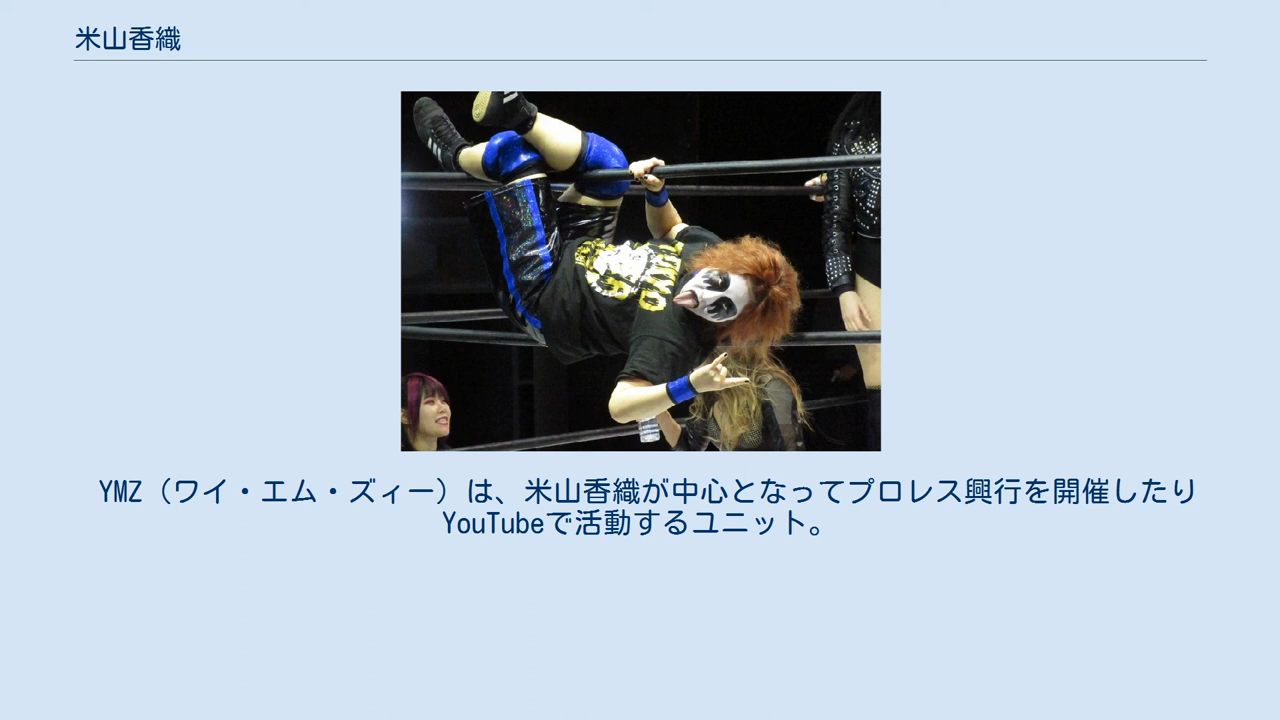 米山香織
YMZ（ワイ・エム・ズィー）は、米山香織が中心となってプロレス興行を開催したり
YouTubeで活動するユニット。